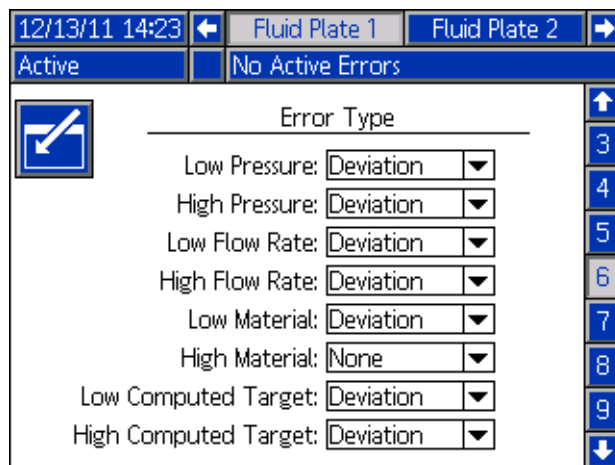 12/13/11 14:23 Fluid Plate 1 Fluid Plate 2
Active No Active Errors
Error Type
3
Low Pressure: Deviation
4
High Pressure: Deviation
5
Low Flow Rate: Deviation
6
High Flow Rate: Deviation
7
Low Material: Deviation
8
High Material: None
9
Low Computed Target: Deviation
High Computed Target: Deviation